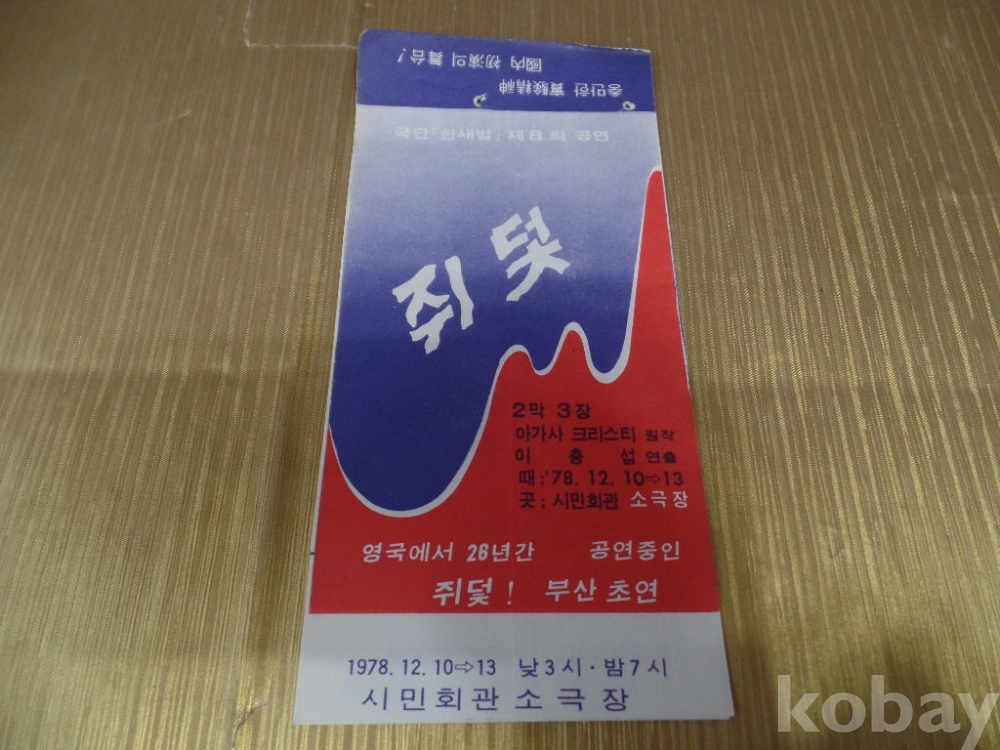 충만한 實驗精神
國內 初演의 舞台!
극단「한새벌」제8회 공연
쥐덫
2막 3장
아가사 크리스티 원작
이 충 섭 연출
때:'78. 12. 10⇨13
곳: 시민회관 소극장
영국에서 26년간 공연중인
쥐덫! 부산 초연
1978. 12. 10⇨13 낮3시·밤7시
시민회관소극장
kobay